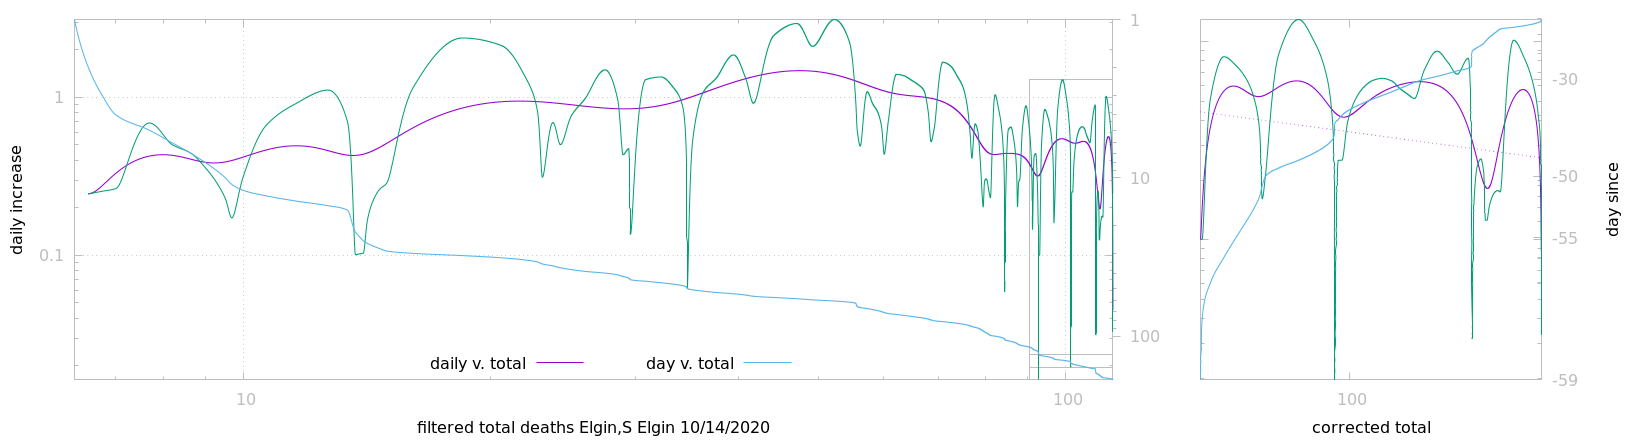 daily increase
1
0.1
10
100
1
10
100
daily v. total
day v. total
filtered total deaths Elgin,S Elgin 10/14/2020
-30
-50
-55
-59
day since
100
corrected total